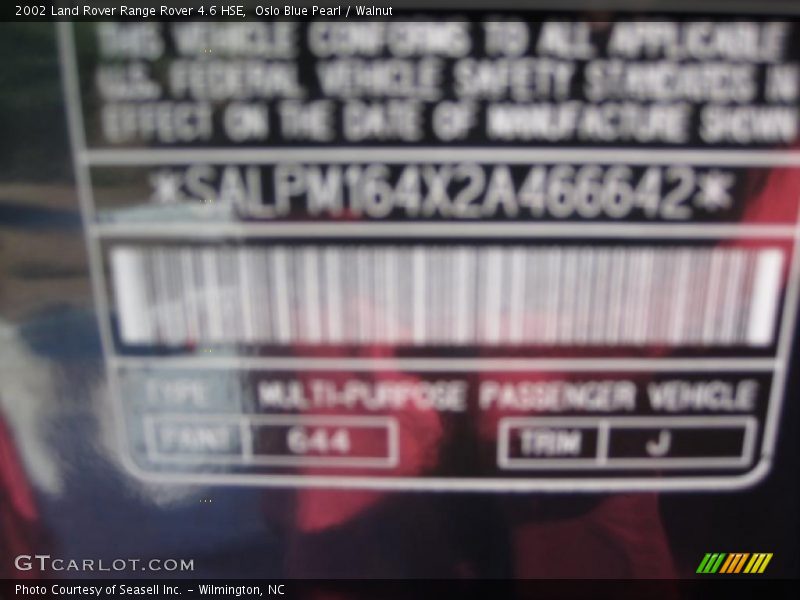 2002 Land Rover Range Rover 4.6 HSE,  Oslo Blue Pearl / Walnut
THIS VEHICLE CONFORMS TO ALL APPLICABLE
U.S. FEDERAL VEHICLE SAFETY STANDARDS IN
EFFECT ON THE DATE OF MANUFACTURE SHOWN
*SALPM164X2A466642*
TYPE MULTI-PURPOSE PASSENGER VEHICLE
PAINT 644 TRIM J
GTCARLOT.COM
Photo Courtesy of Seasell Inc. - Wilmington, NC